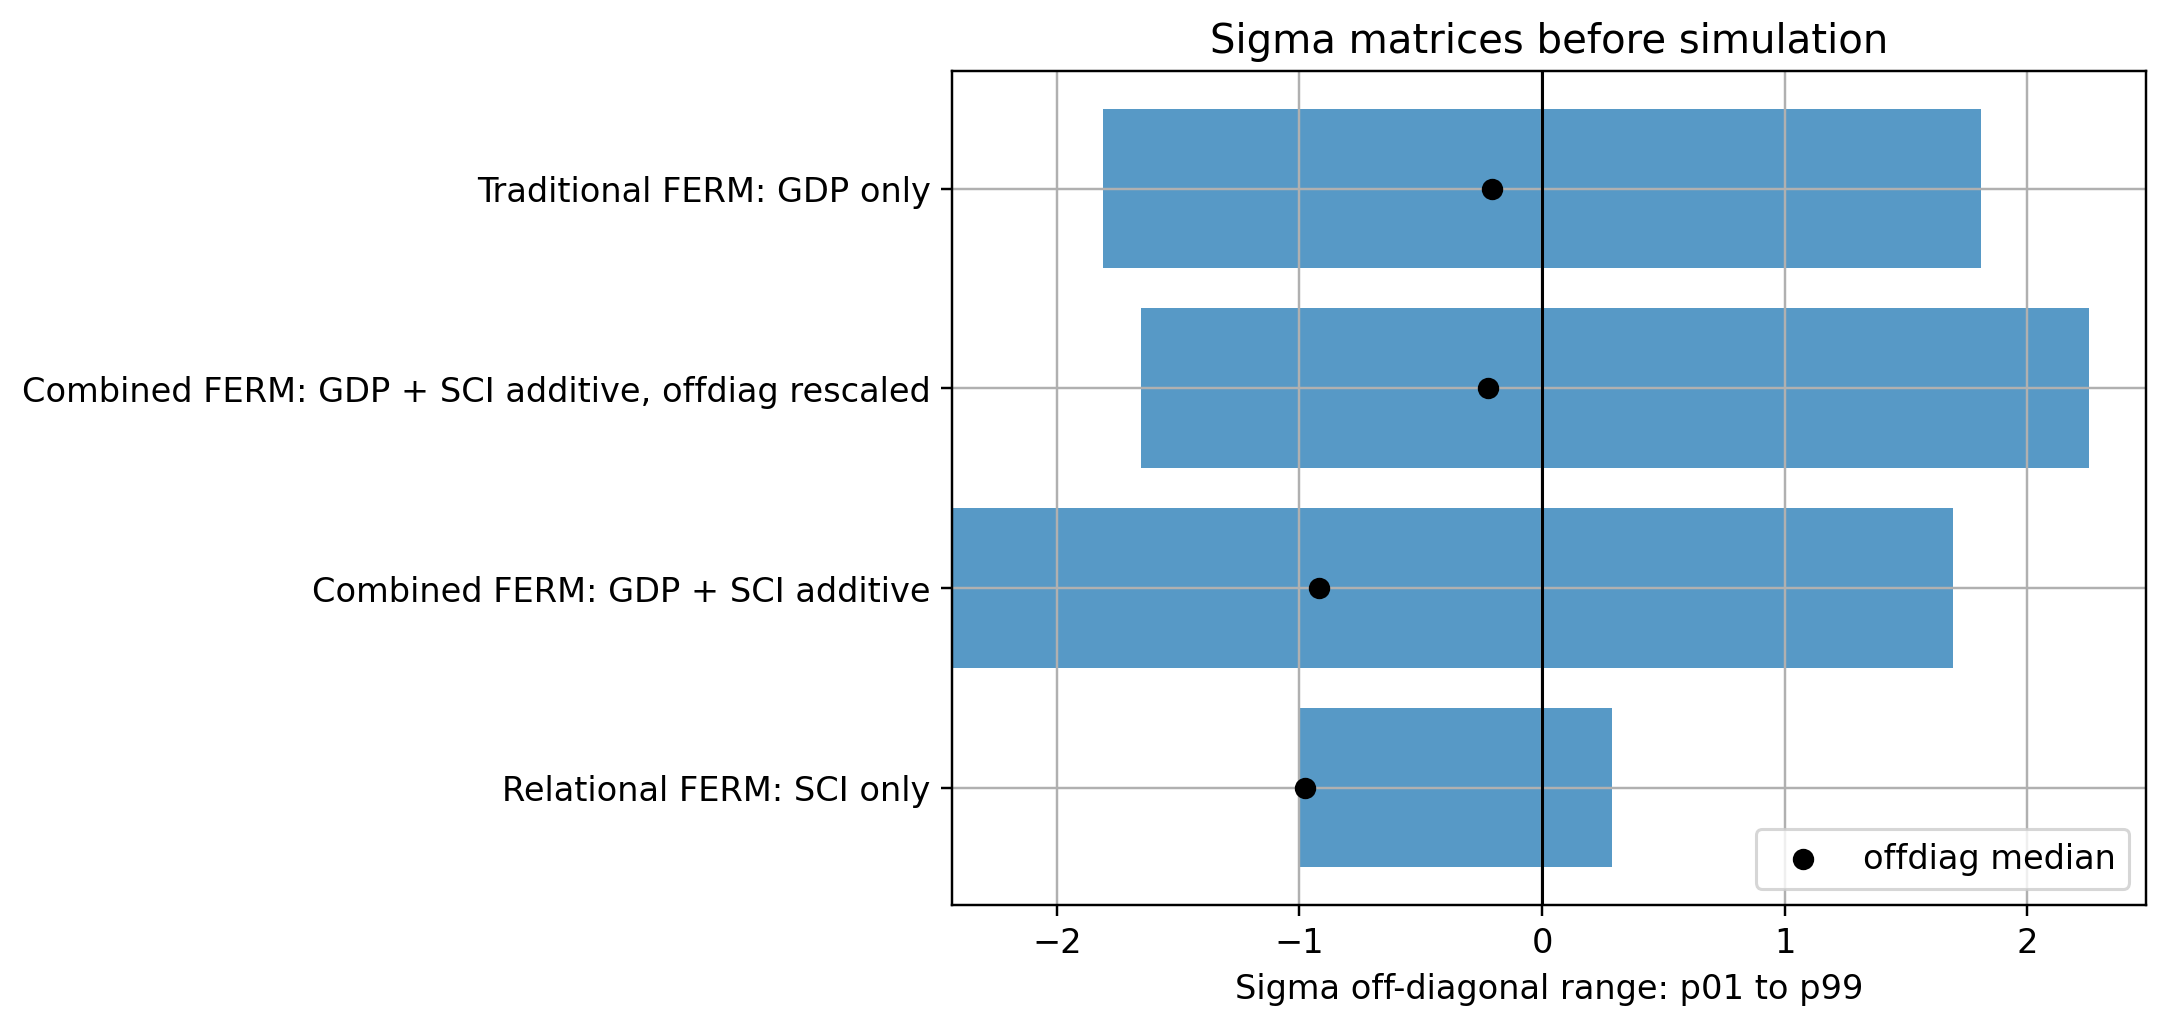 Sigma matrices before simulation
Traditional FERM: GDP only
Combined FERM: GDP + SCI additive, offdiag rescaled
Combined FERM: GDP + SCI additive
Relational FERM: SCI only
offdiag median
−2 −1 0 1 2
Sigma off-diagonal range: p01 to p99